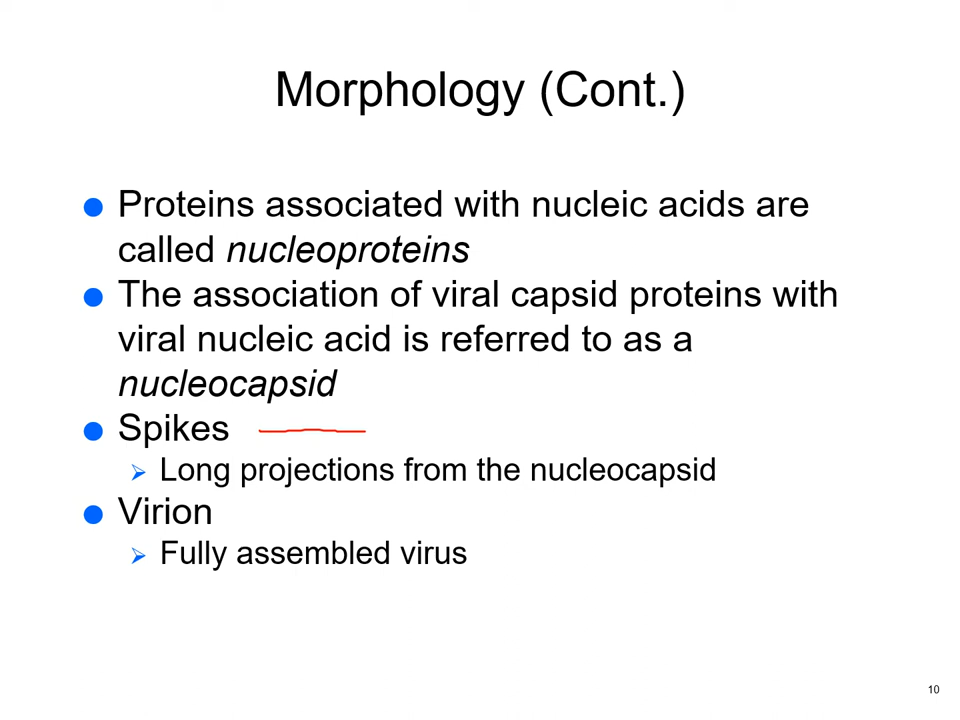 Morphology (Cont.)
Proteins associated with nucleic acids are
called nucleoproteins
The association of viral capsid proteins with
viral nucleic acid is referred to as a
nucleocapsid
Spikes
Long projections from the nucleocapsid
Virion
Fully assembled virus
10